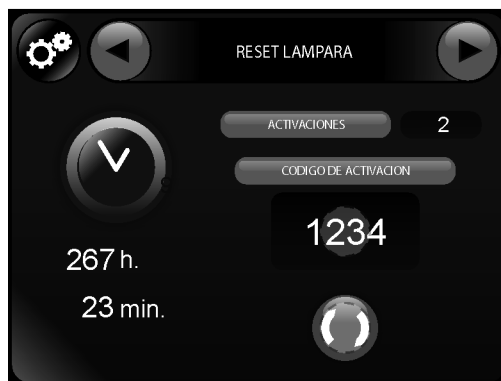 RESET LAMPARA
ACTIVACIONES 2
CODIGO DE ACTIVACION
1234
267 h.
23 min.